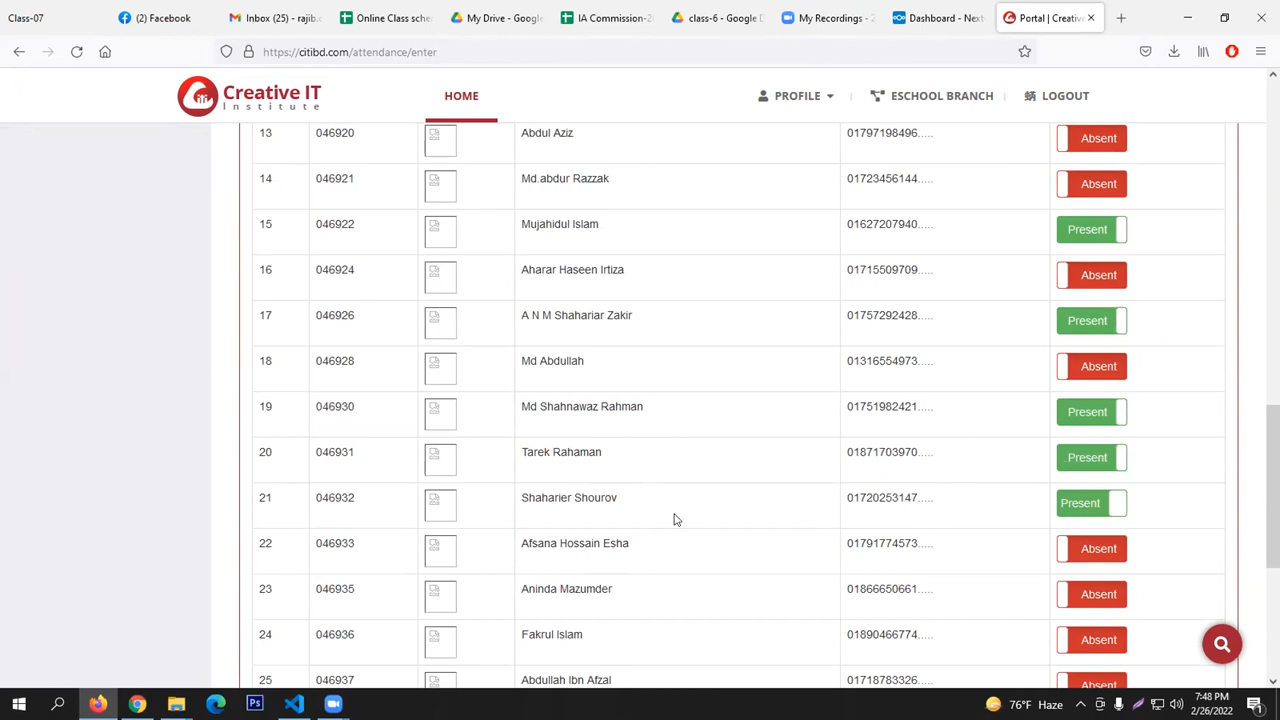 Class-07
(2) Facebook
Inbox (25) - rajib.
Online Class sche
My Drive - Google
IA Commission-2
class-6 - Google D
My Recordings - Z
Dashboard - Next
Portal | Creative
https://citibd.com/attendance/enter
Creative IT
Institute
HOME
PROFILE
ESCHOOL BRANCH
LOGOUT
13 046920 Abdul Aziz 01797198496..... Absent
14 046921 Md.abdur Razzak 01723456144..... Absent
15 046922 Mujahidul Islam 01627207940..... Present
16 046924 Aharar Haseen Irtiza 01715509709..... Absent
17 046926 A N M Shahariar Zakir 01757292428..... Present
18 046928 Md Abdullah 01316554973..... Absent
19 046930 Md Shahnawaz Rahman 01751982421..... Present
20 046931 Tarek Rahaman 01871703970..... Present
21 046932 Shaharier Shourov 01720253147..... Present
22 046933 Afsana Hossain Esha 01791774573..... Absent
23 046935 Aninda Mazumder 01866650661..... Absent
24 046936 Fakrul Islam 01890466774..... Absent
25 046937 Abdullah Ibn Afzal 01718783326..... Absent
Ps
76°F Haze
7:48 PM
2/26/2022